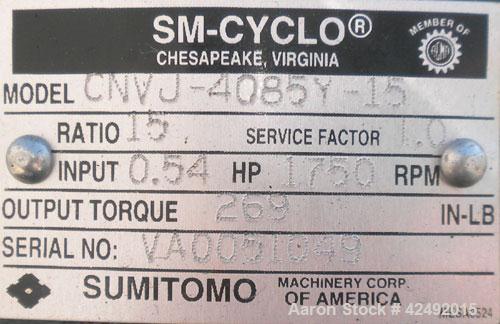 SM-CYCLO®
CHESAPEAKE, VIRGINIA
MEMBER OF
MODEL CNVJ-4085Y-15
RATIO 15 SERVICE FACTOR 1.0
INPUT 0.54 HP 1750 RPM
OUTPUT TORQUE 269 IN-LB
SERIAL NO: VA0051049
SUMITOMO MACHINERY CORP. OF AMERICA
Aaron Stock # 42492015